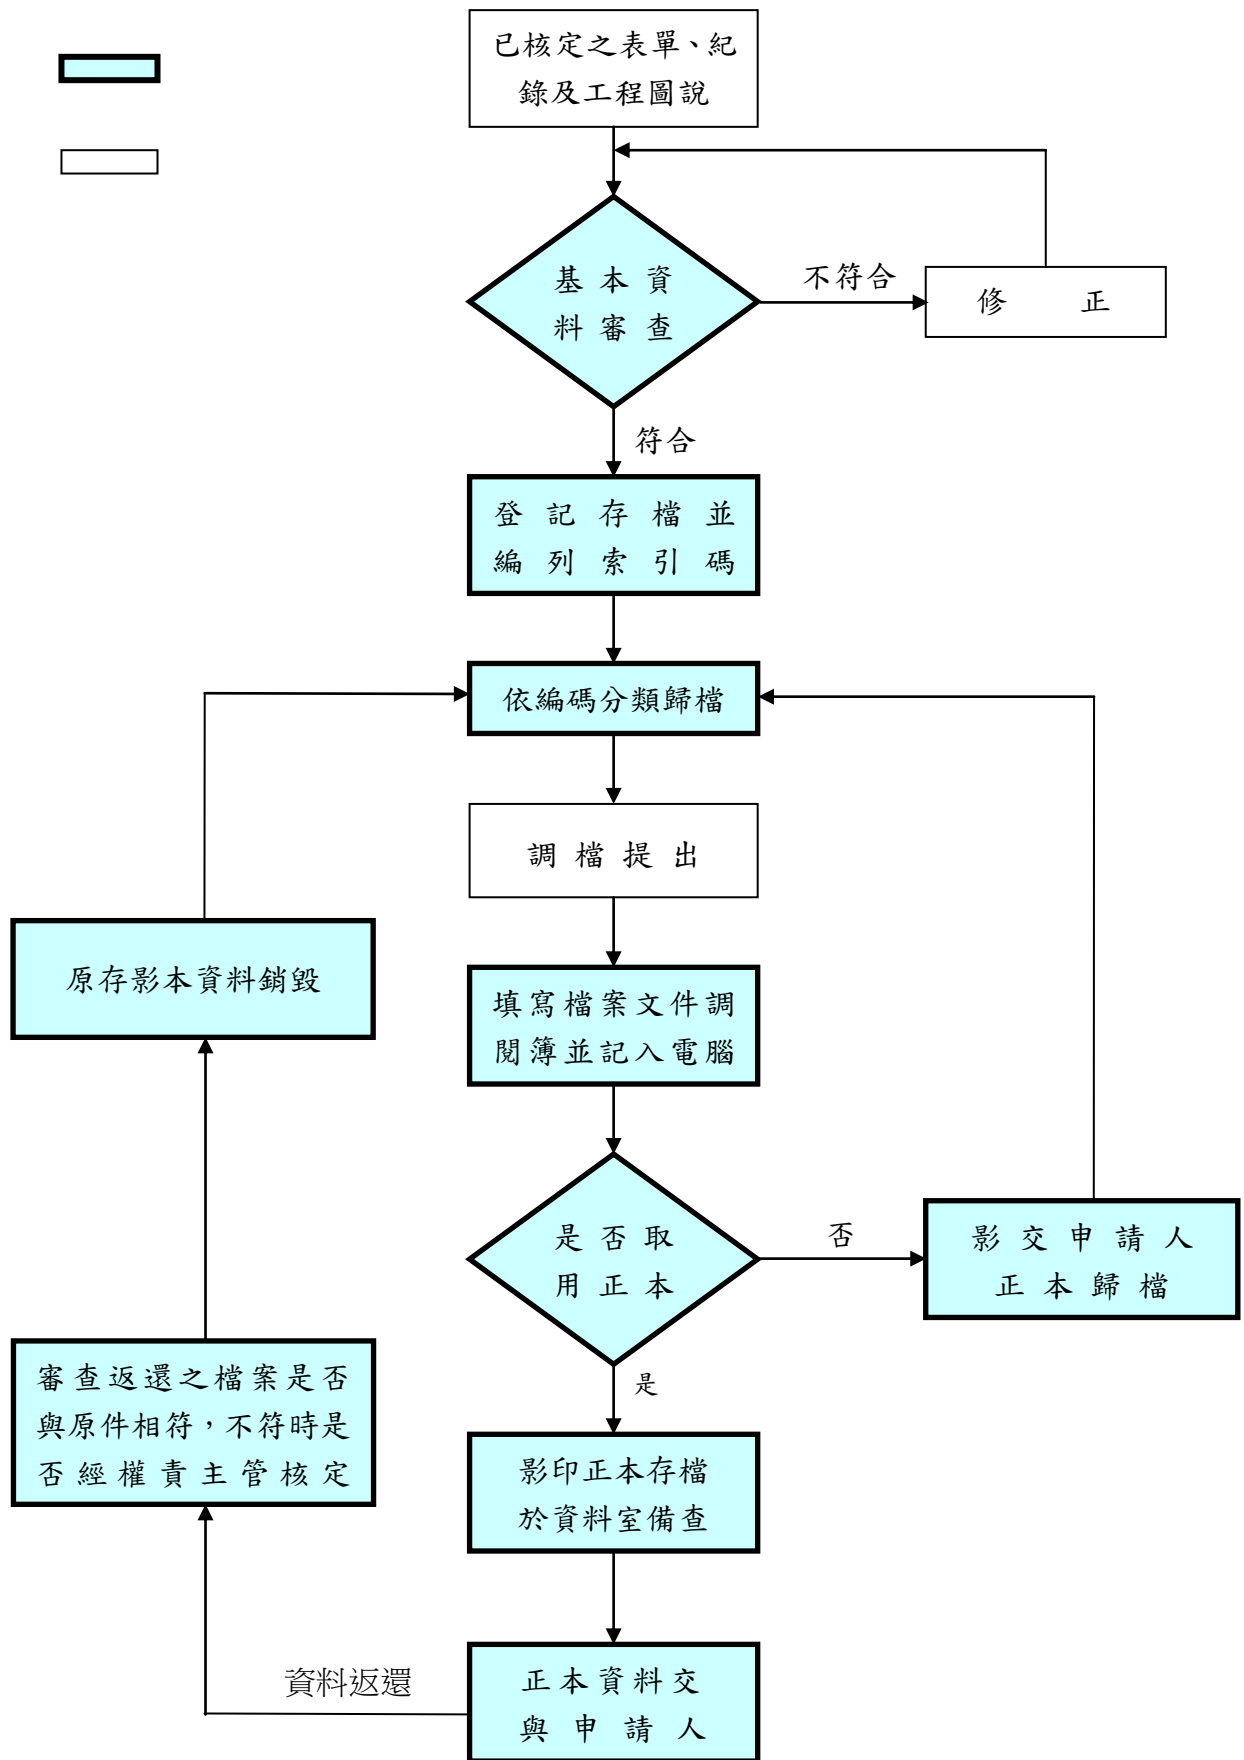 已核定之表單、紀
錄及工程圖說
基本資
料審查
不符合
修正
符合
登記存檔並
編列索引碼
依編碼分類歸檔
調檔提出
原存影本資料銷毀
填寫檔案文件調
閱簿並記入電腦
是否取
用正本
否
影交申請人
正本歸檔
是
審查返還之檔案是否
與原件相符，不符時是
否經權責主管核定
影印正本存檔
於資料室備查
資料返還
正本資料交
與申請人